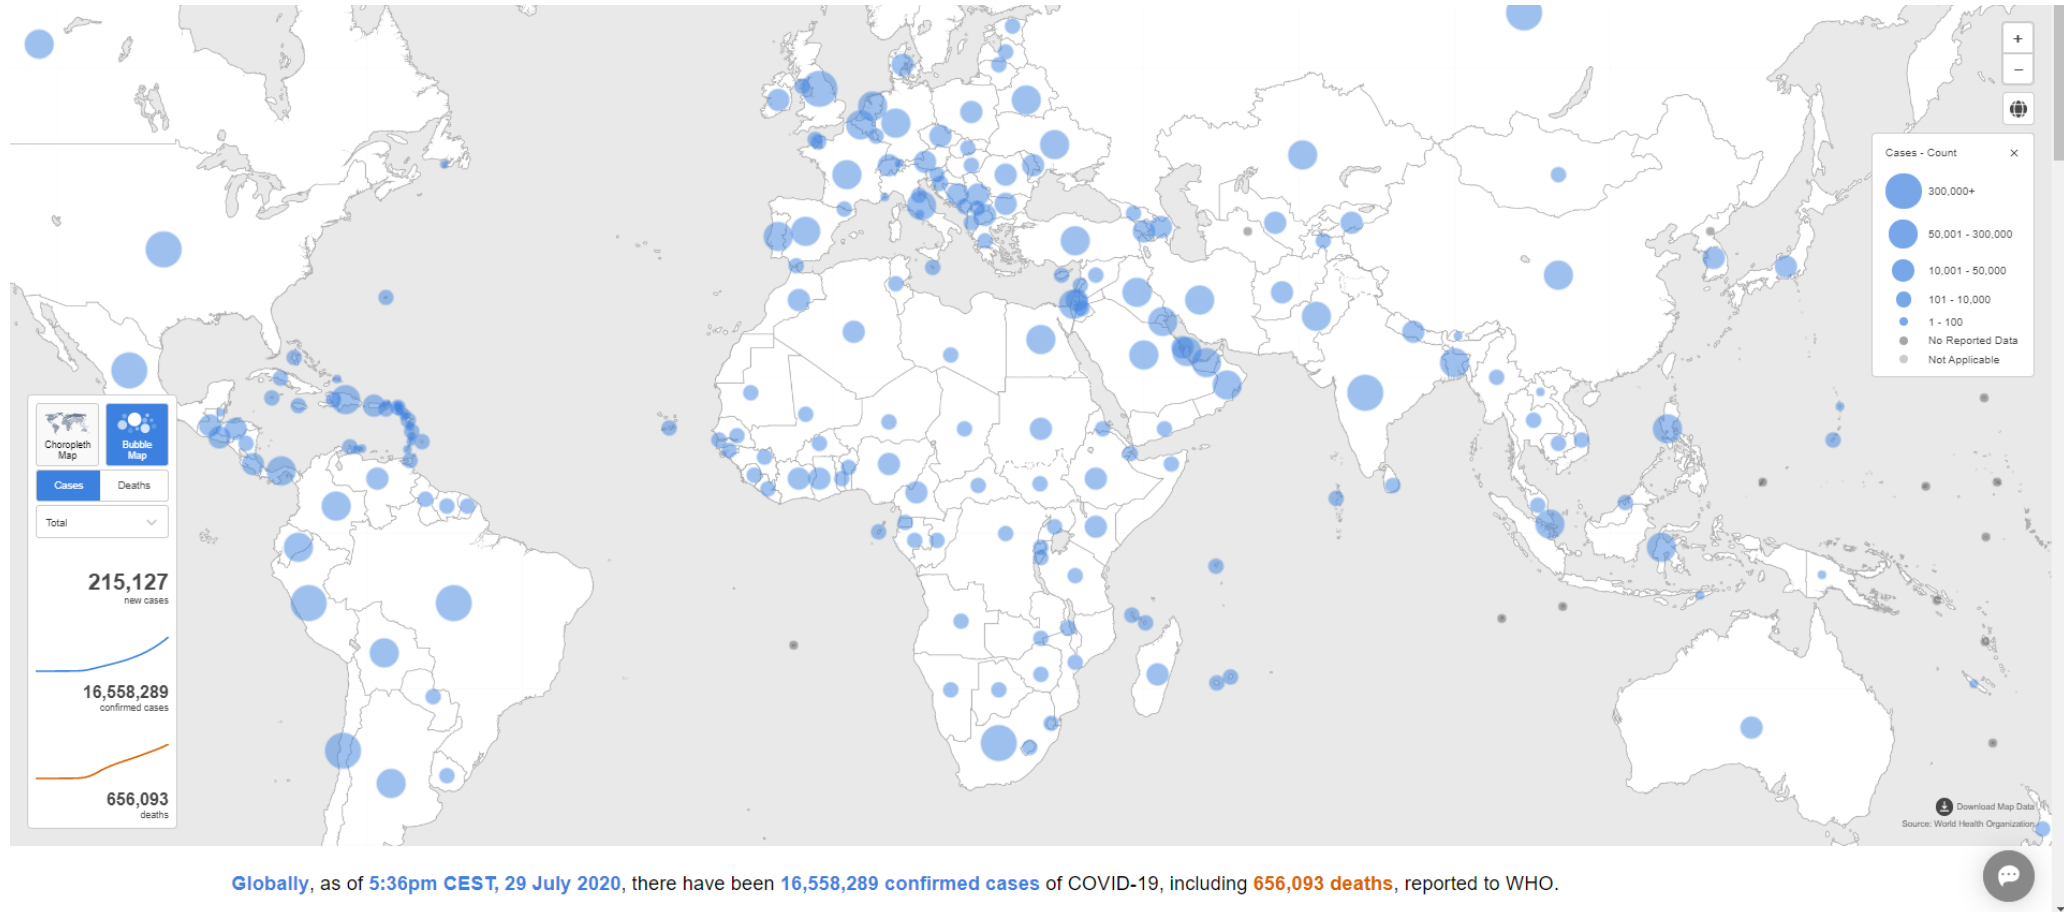 +
−
Cases - Count ×
300,000+
50,001 - 300,000
10,001 - 50,000
101 - 10,000
1 - 100
No Reported Data
Not Applicable
Choropleth
Map
Bubble
Map
Cases Deaths
Total
215,127
new cases
16,558,289
confirmed cases
656,093
deaths
Download Map Data
Source: World Health Organization
Globally, as of 5:36pm CEST, 29 July 2020, there have been 16,558,289 confirmed cases of COVID-19, including 656,093 deaths, reported to WHO.